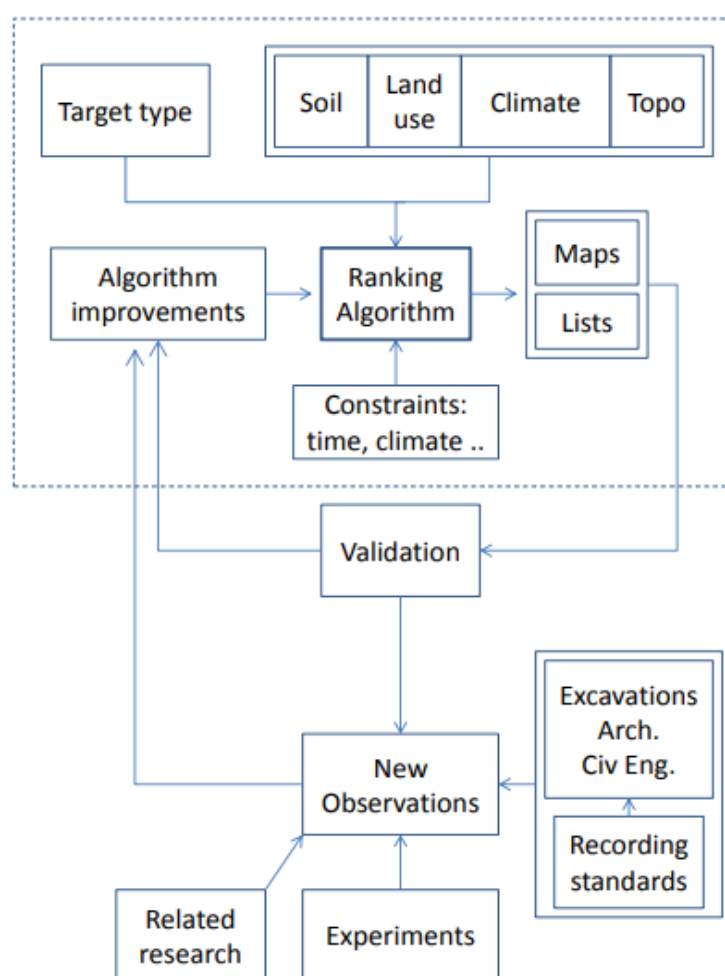 Target type
Soil
Land
use
Climate
Topo
Algorithm
improvements
Ranking
Algorithm
Maps
Lists
Constraints:
time, climate ..
Validation
New
Observations
Excavations
Arch.
Civ Eng.
Recording
standards
Related
research
Experiments